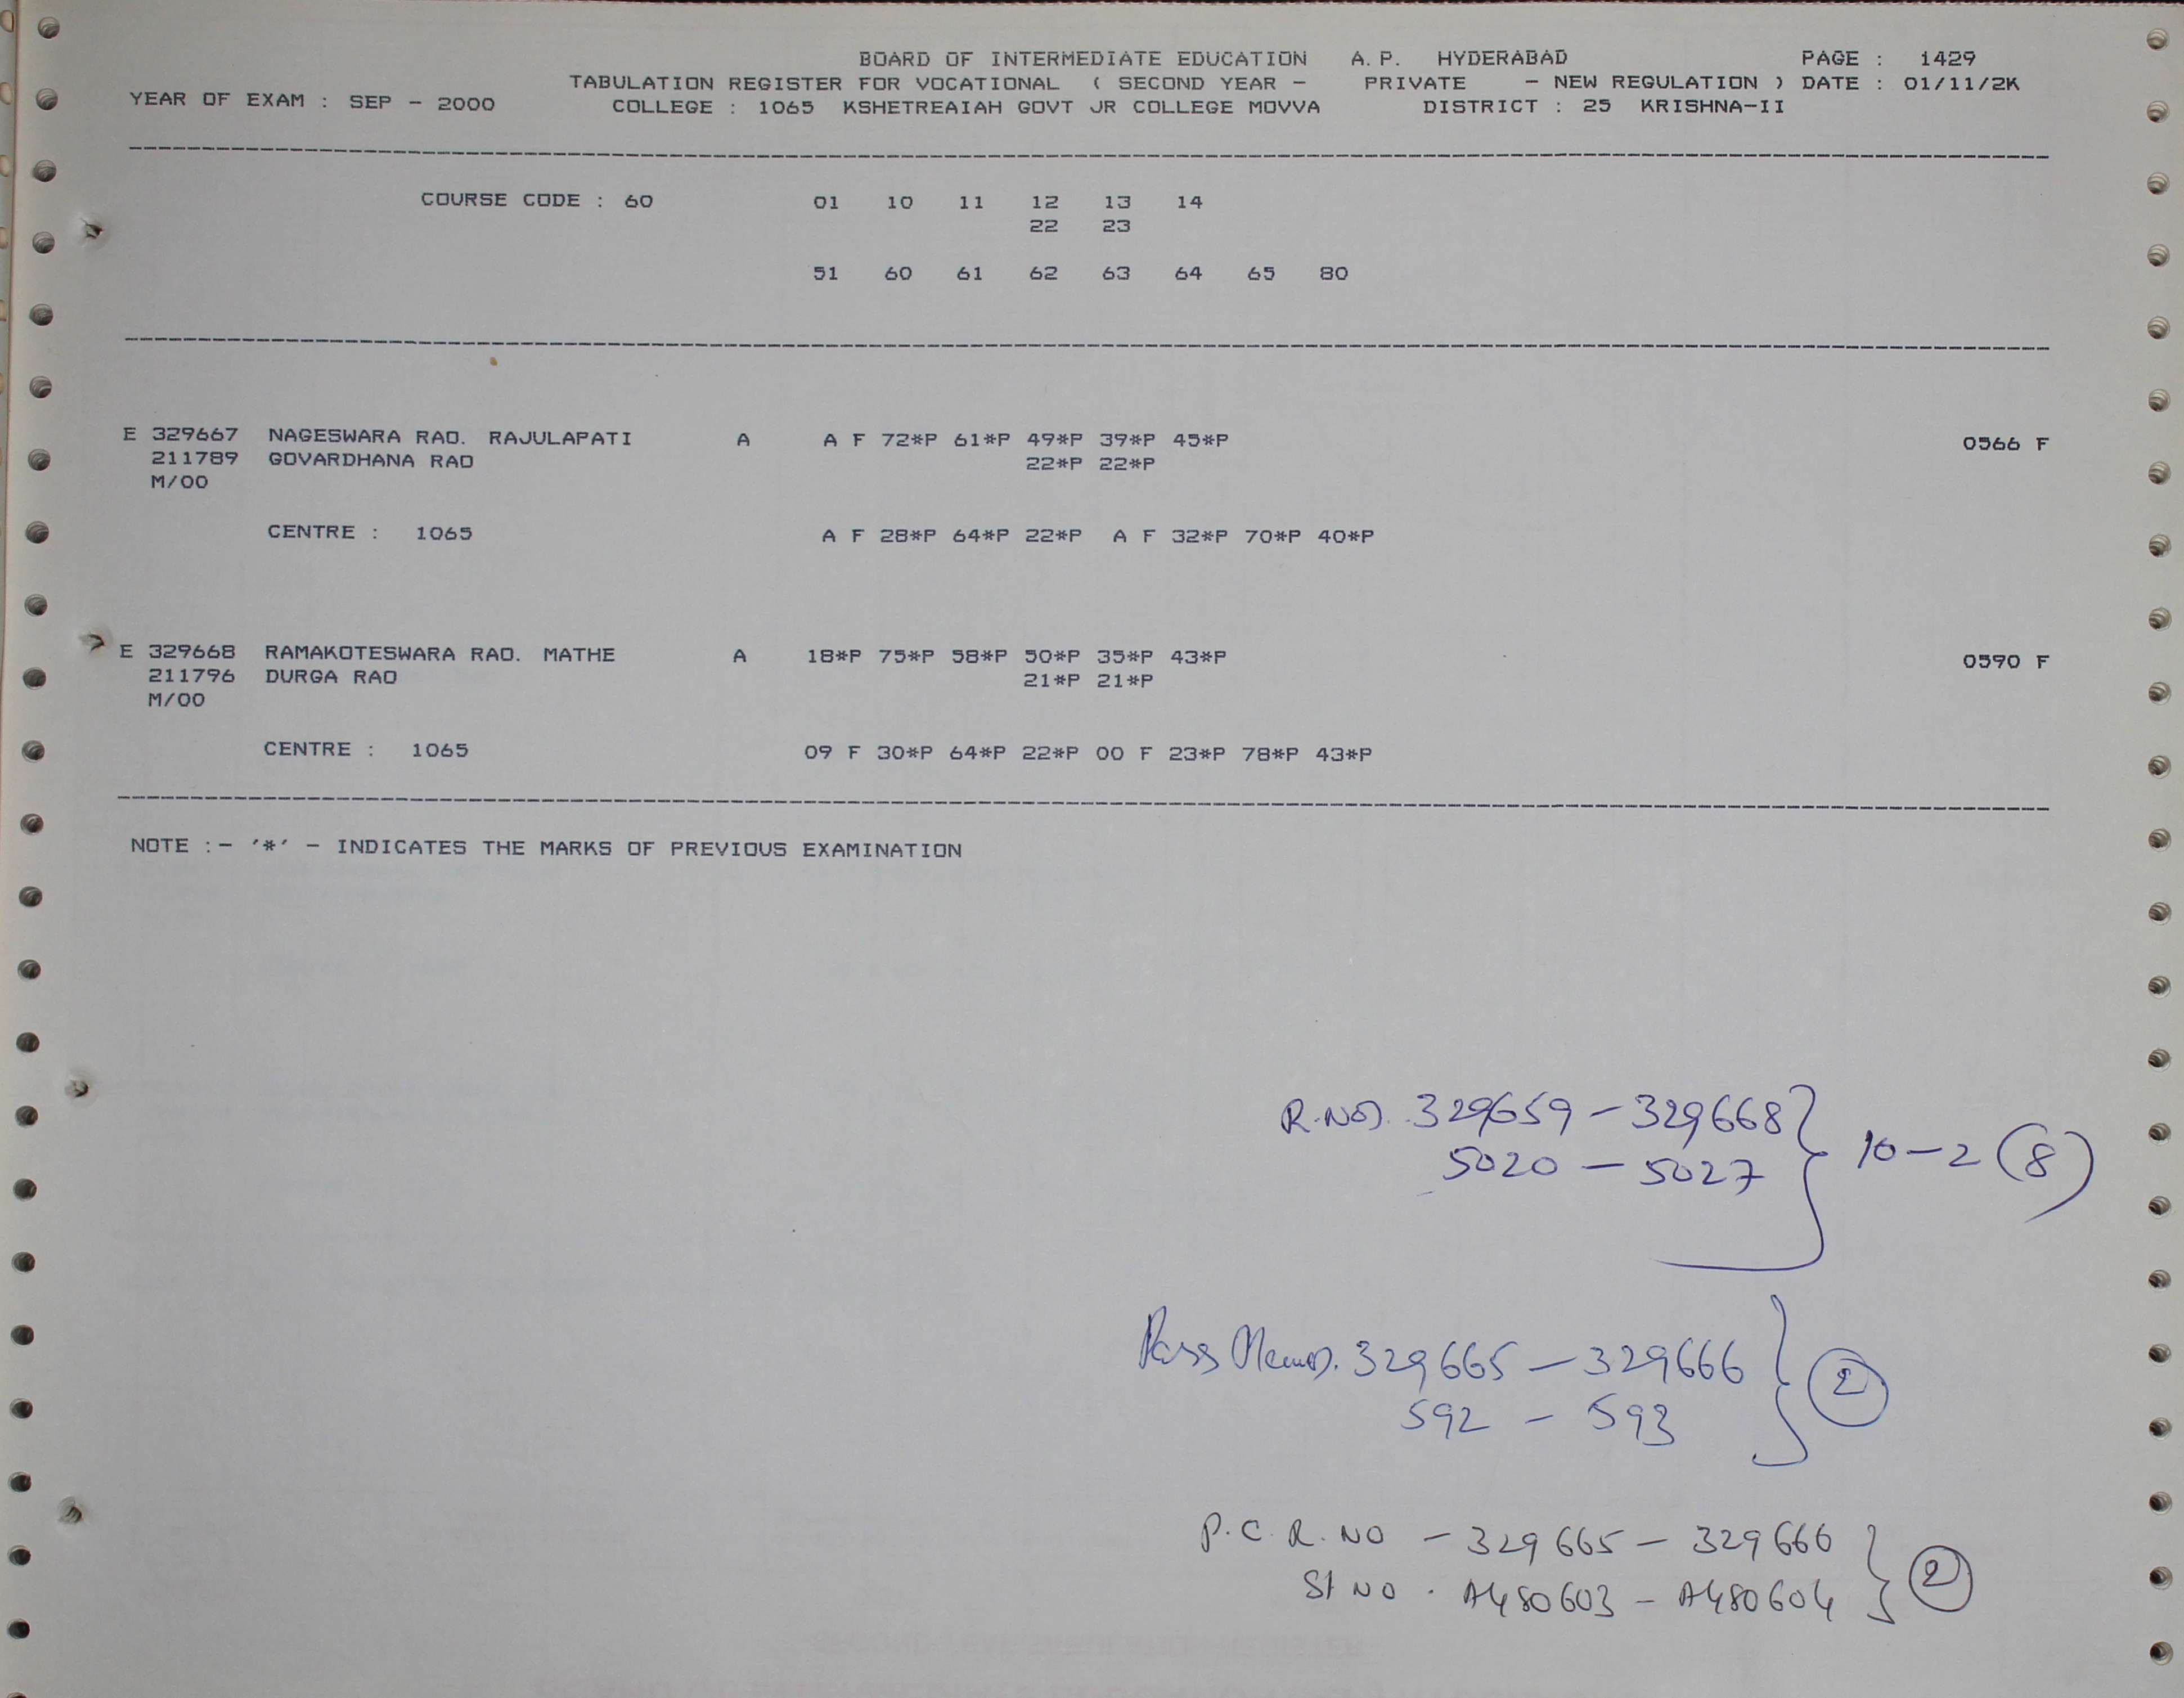 BOARD OF INTERMEDIATE EDUCATION A.P. HYDERABAD PAGE : 1429
TABULATION REGISTER FOR VOCATIONAL ( SECOND YEAR - PRIVATE - NEW REGULATION ) DATE : 01/11/2K
YEAR OF EXAM : SEP - 2000 COLLEGE : 1065 KSHETREAIAH GOVT JR COLLEGE MOVVA DISTRICT : 25 KRISHNA-II
COURSE CODE : 60 01 10 11 12 13 14
22 23
51 60 61 62 63 64 65 80
E 329667 NAGESWARA RAO. RAJULAPATI A A F 72*P 61*P 49*P 39*P 45*P 0566 F
211789 GOVARDHANA RAO 22*P 22*P
M/00
CENTRE : 1065 A F 28*P 64*P 22*P A F 32*P 70*P 40*P
E 329668 RAMAKOTESWARA RAO. MATHE A 18*P 75*P 58*P 50*P 35*P 43*P 0590 F
211796 DURGA RAO 21*P 21*P
M/00
CENTRE : 1065 09 F 30*P 64*P 22*P 00 F 23*P 78*P 43*P
NOTE :- '*' - INDICATES THE MARKS OF PREVIOUS EXAMINATION
R.NOs. 329659 - 329668
5020 - 5027 } 10-2 (8)
Pass Memos. 329665 - 329666
592 - 593 } 2
P.C. R. NO - 329665 - 329666
Sl NO . A480603 - A480604 } 2